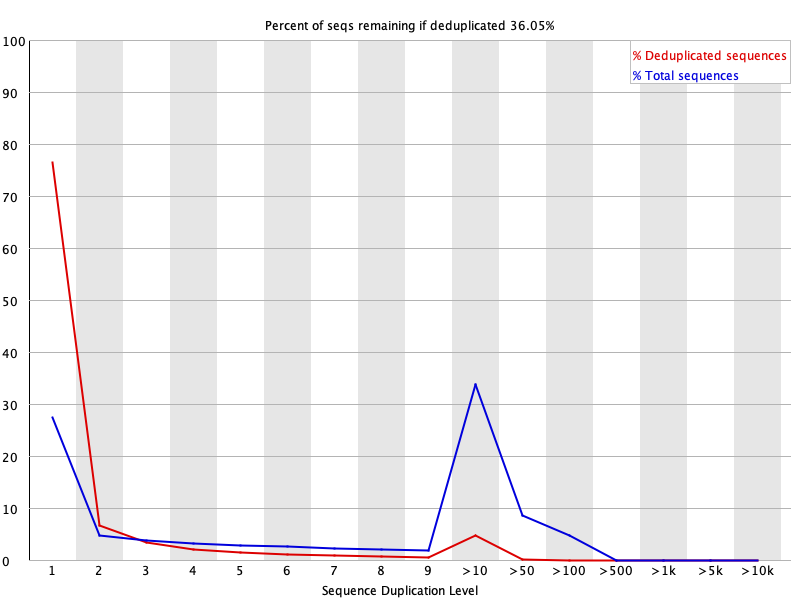 Percent of seqs remaining if deduplicated 36.05%
100
% Deduplicated sequences
% Total sequences
90
80
70
60
50
40
30
20
10
0
1 2 3 4 5 6 7 8 9 >10 >50 >100 >500 >1k >5k >10k
Sequence Duplication Level